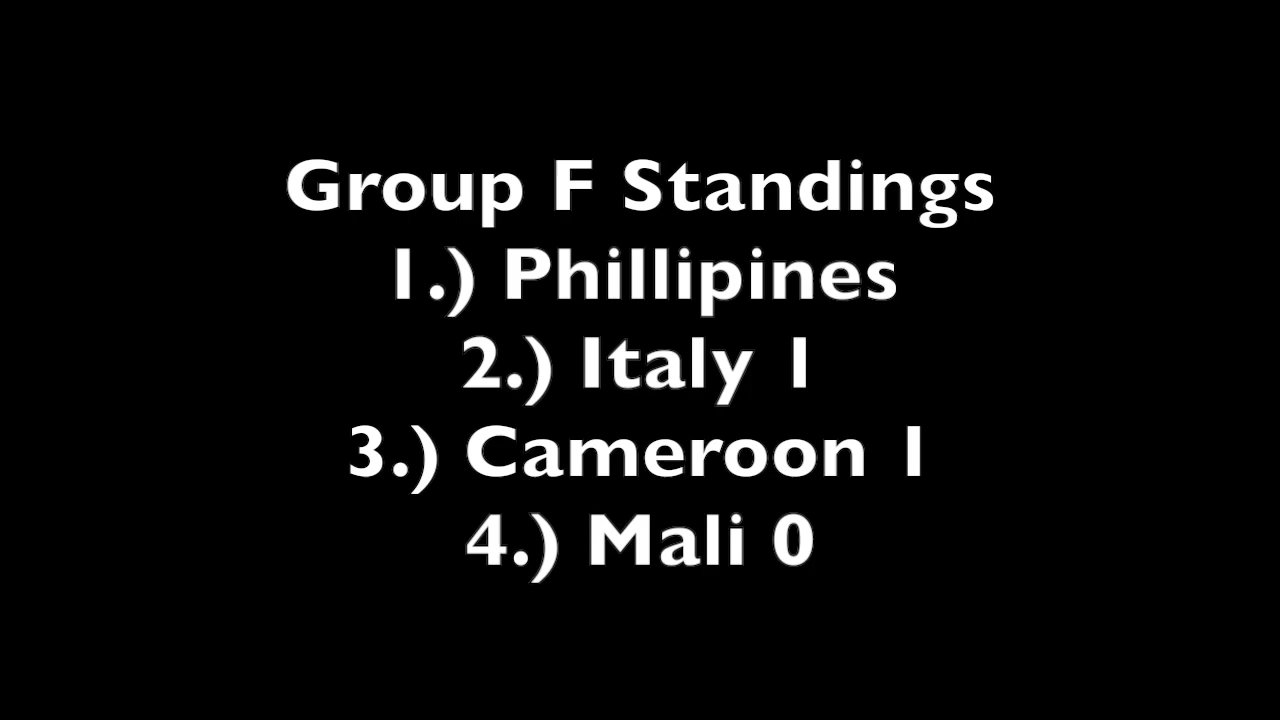 Group F Standings
1.) Phillipines
2.) Italy 1
3.) Cameroon 1
4.) Mali 0